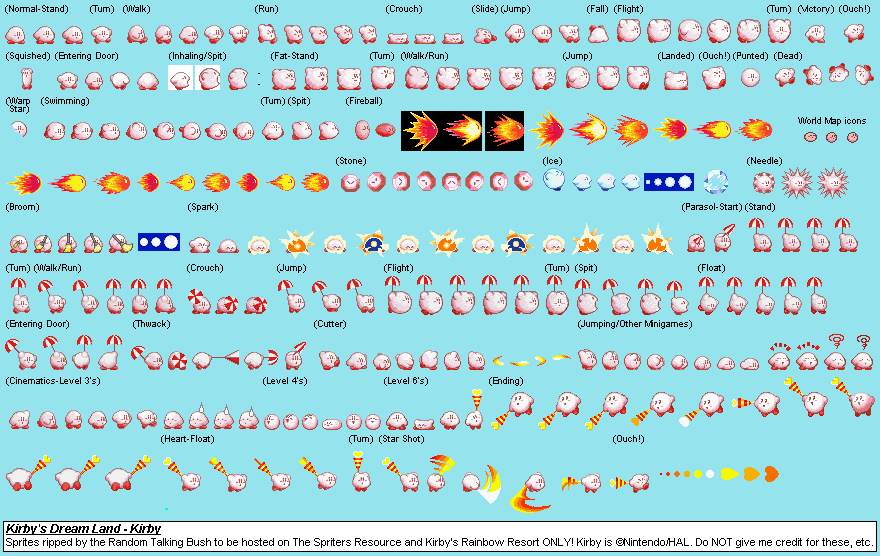 (Normal-Stand) (Turn) (Walk) (Run) (Crouch) (Slide) (Jump) (Fall) (Flight) (Turn) (Victory) (Ouch!)
(Squished) (Entering Door) (Inhaling/Spit) (Fat-Stand) (Turn) (Walk/Run) (Jump) (Landed) (Ouch!) (Punted) (Dead)
(Warp Star) (Swimming) (Turn) (Spit) (Fireball)
World Map icons
(Stone) (Ice) (Needle)
(Broom) (Spark) (Parasol-Start) (Stand)
(Turn) (Walk/Run) (Crouch) (Jump) (Flight) (Turn) (Spit) (Float)
(Entering Door) (Thwack) (Cutter) (Jumping/Other Minigames)
(Cinematics-Level 3's) (Level 4's) (Level 6's) (Ending)
(Heart-Float) (Turn) (Star Shot) (Ouch!)
Kirby's Dream Land - Kirby
Sprites ripped by the Random Talking Bush to be hosted on The Spriters Resource and Kirby's Rainbow Resort ONLY! Kirby is ©Nintendo/HAL. Do NOT give me credit for these, etc.